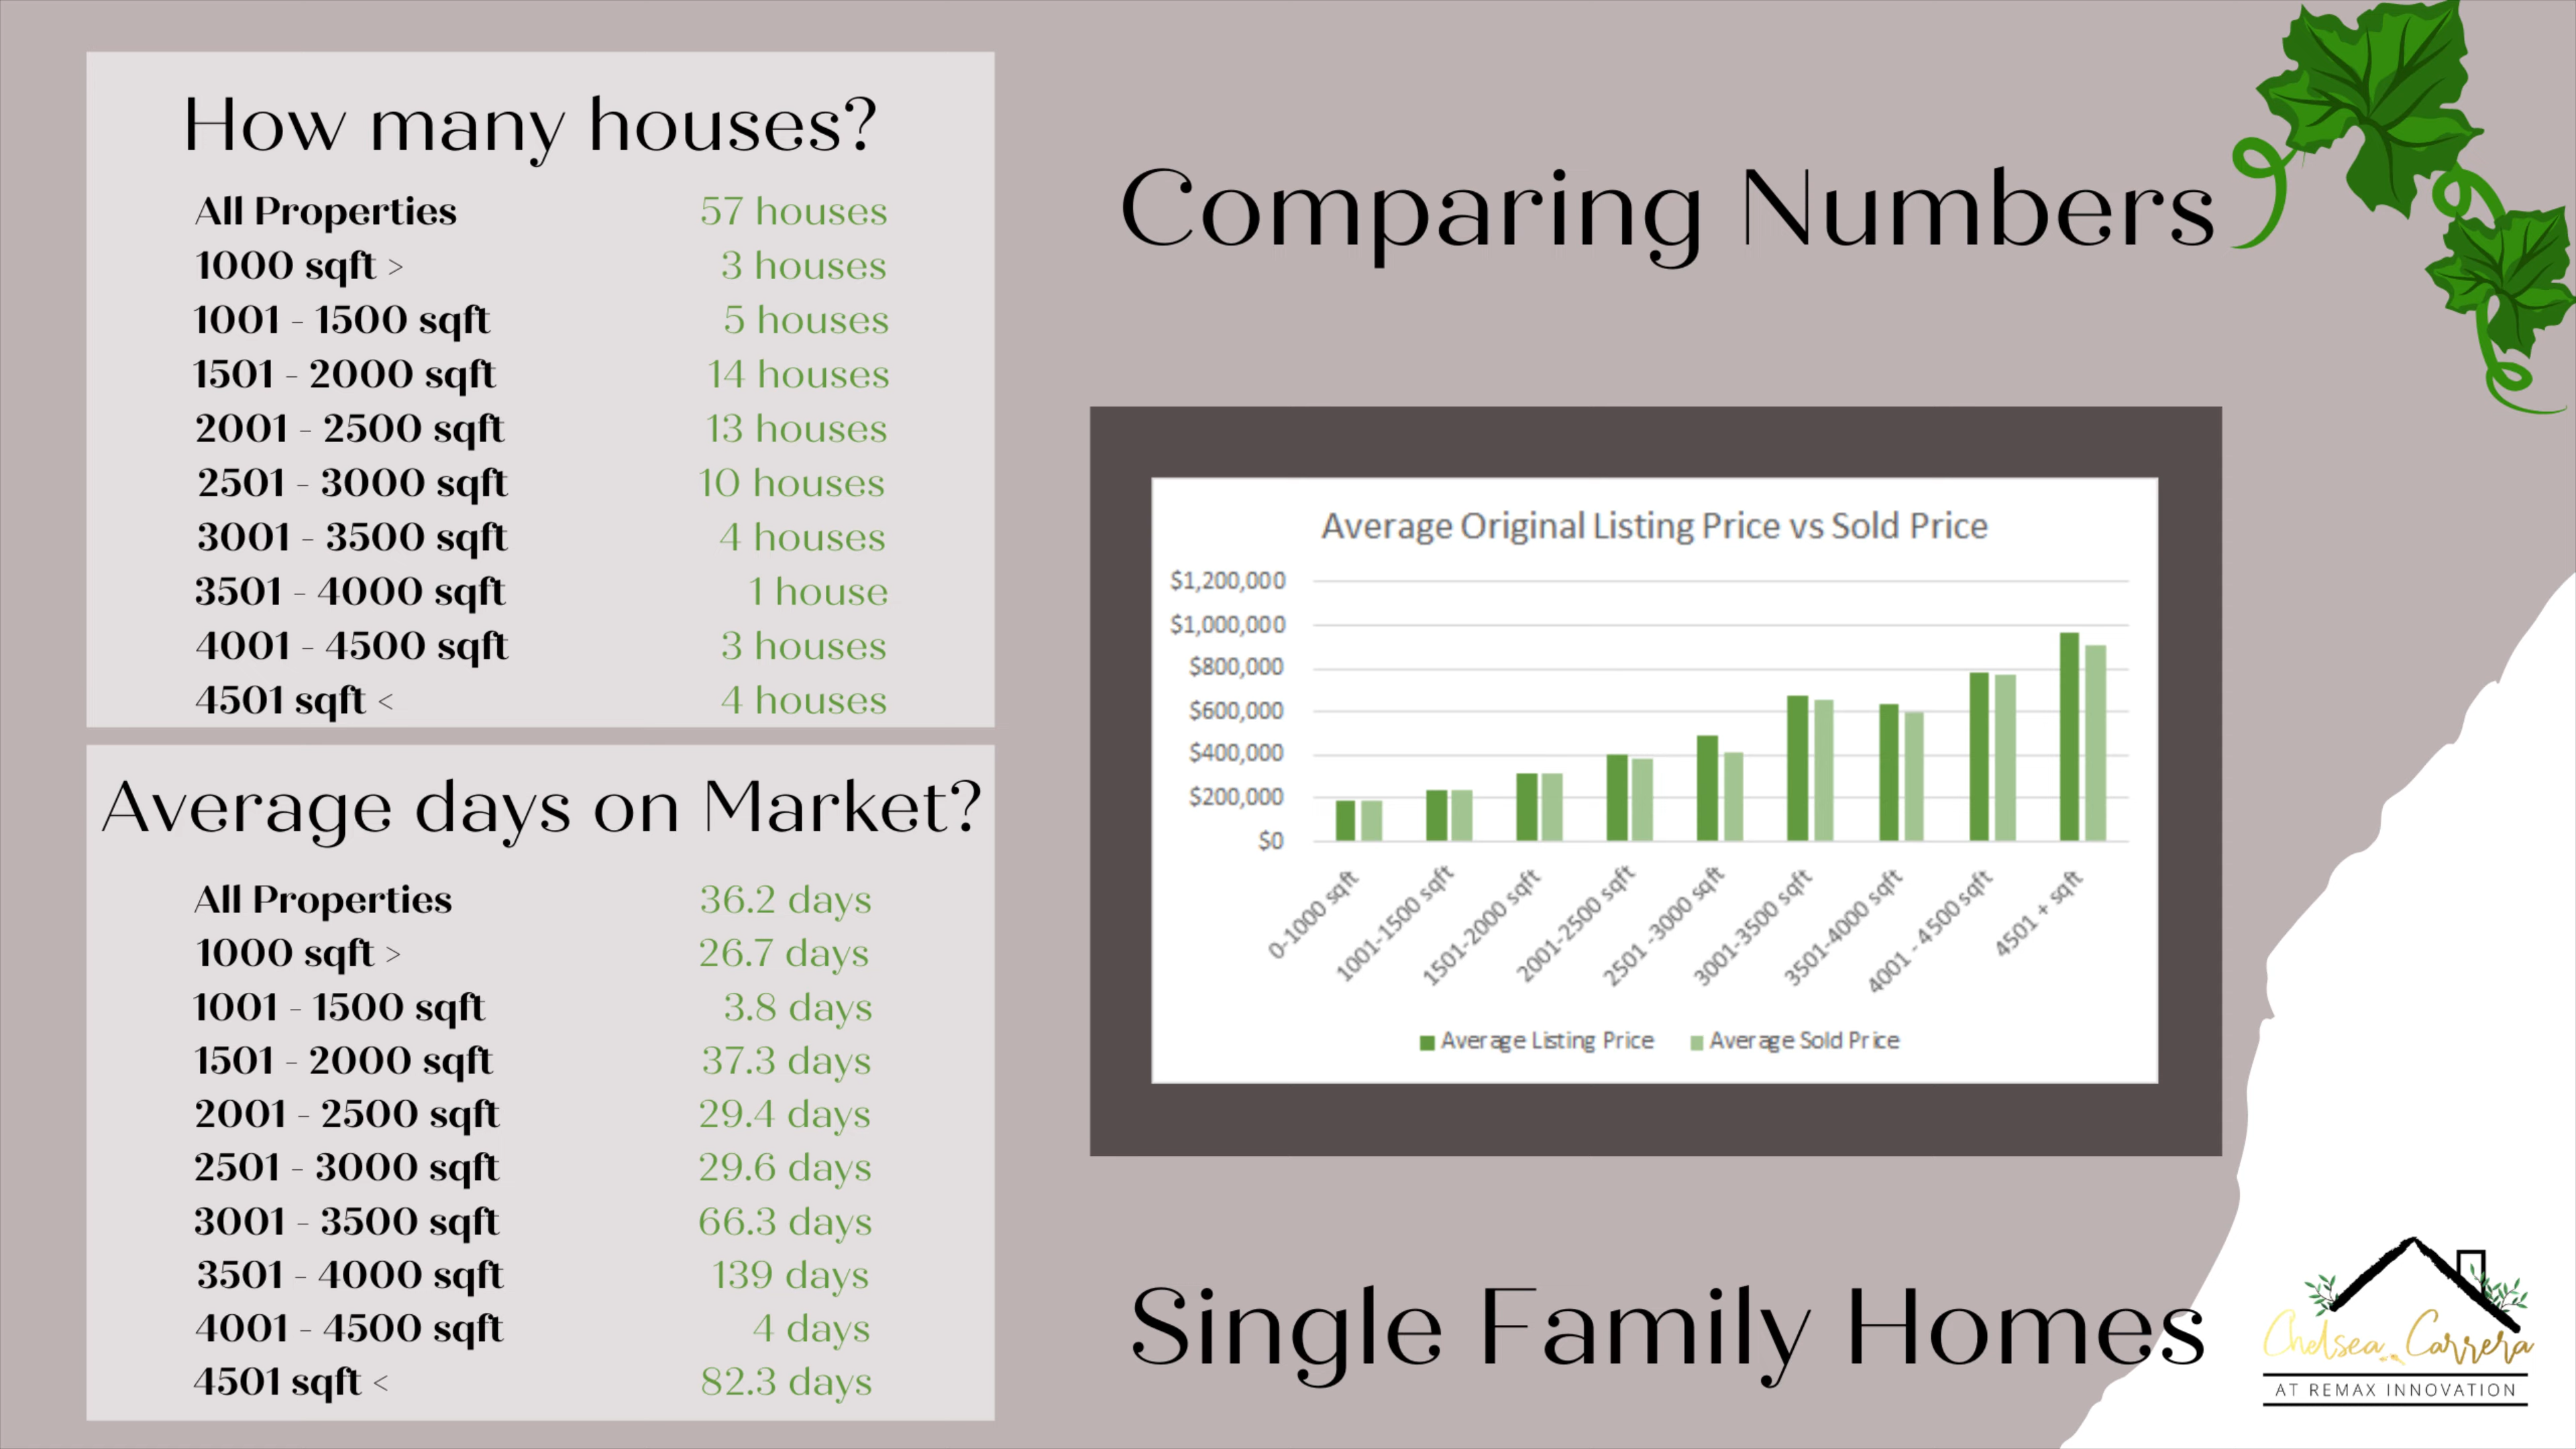 How many houses?
All Properties 57 houses
1000 sqft > 3 houses
1001 - 1500 sqft 5 houses
1501 - 2000 sqft 14 houses
2001 - 2500 sqft 13 houses
2501 - 3000 sqft 10 houses
3001 - 3500 sqft 4 houses
3501 - 4000 sqft 1 house
4001 - 4500 sqft 3 houses
4501 sqft < 4 houses
Average days on Market?
All Properties 36.2 days
1000 sqft > 26.7 days
1001 - 1500 sqft 3.8 days
1501 - 2000 sqft 37.3 days
2001 - 2500 sqft 29.4 days
2501 - 3000 sqft 29.6 days
3001 - 3500 sqft 66.3 days
3501 - 4000 sqft 139 days
4001 - 4500 sqft 4 days
4501 sqft < 82.3 days
Comparing Numbers
Average Original Listing Price vs Sold Price
$1,200,000
$1,000,000
$800,000
$600,000
$400,000
$200,000
$0
0-1000 sqft
1001-1500 sqft
1501-2000 sqft
2001-2500 sqft
2501 -3000 sqft
3001-3500 sqft
3501-4000 sqft
4001 - 4500 sqft
4501 + sqft
Average Listing Price Average Sold Price
Single Family Homes
Chelsea Carrera
AT REMAX INNOVATION